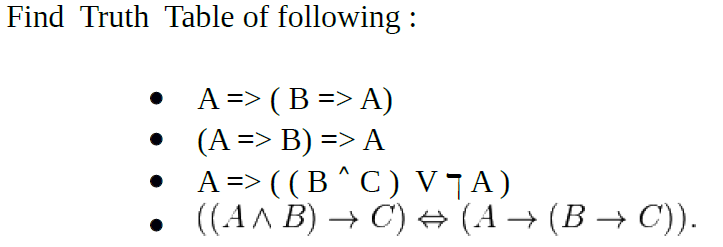 Find Truth Table of following :
• A => ( B => A)
• (A => B) => A
• A => ( ( B ^ C ) V ┐A )
• ((A ∧ B) → C) ⇔ (A → (B → C)).